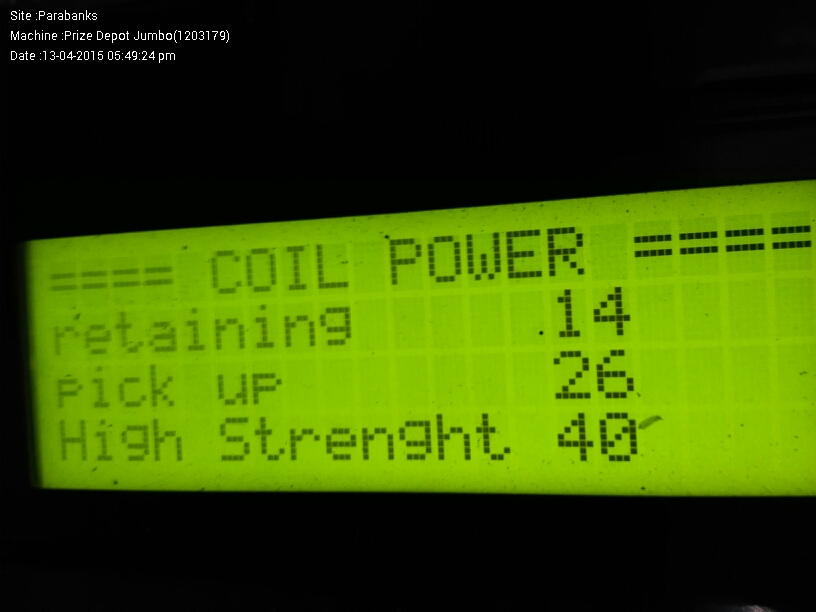 Site :Parabanks
Machine :Prize Depot Jumbo(1203179)
Date :13-04-2015 05:49:24 pm
==== COIL POWER ====
retaining 14
pick up 26
High Strenght 40